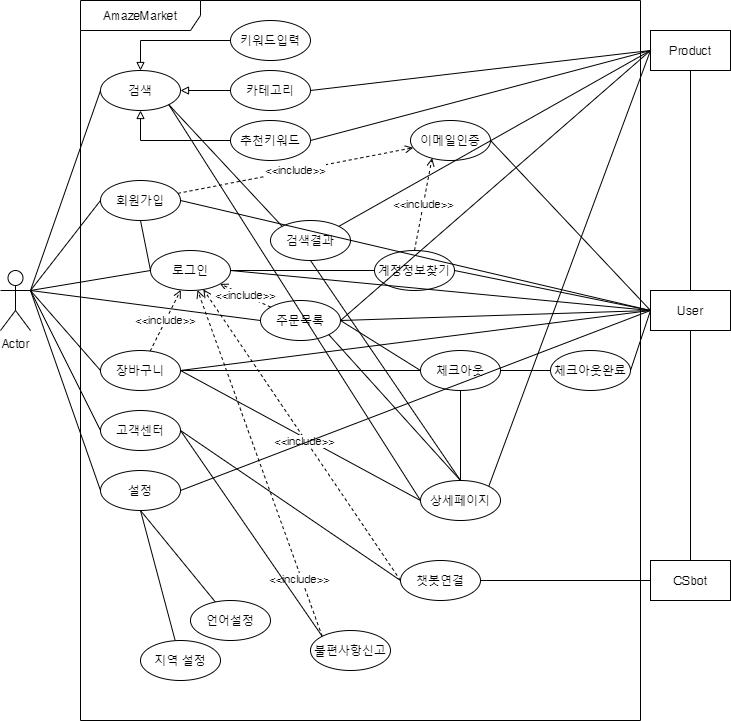 AmazeMarket
키워드입력
Product
검색
카테고리
추천키워드
이메일인증
<<include>>
회원가입
<<include>>
검색결과
로그인
계정정보찾기
<<include>>
Actor
<<include>>
주문목록
User
장바구니
체크아웃
체크아웃완료
고객센터
<<include>>
설정
상세페이지
<<include>>
챗봇연결
CSbot
언어설정
지역 설정
불편사항신고